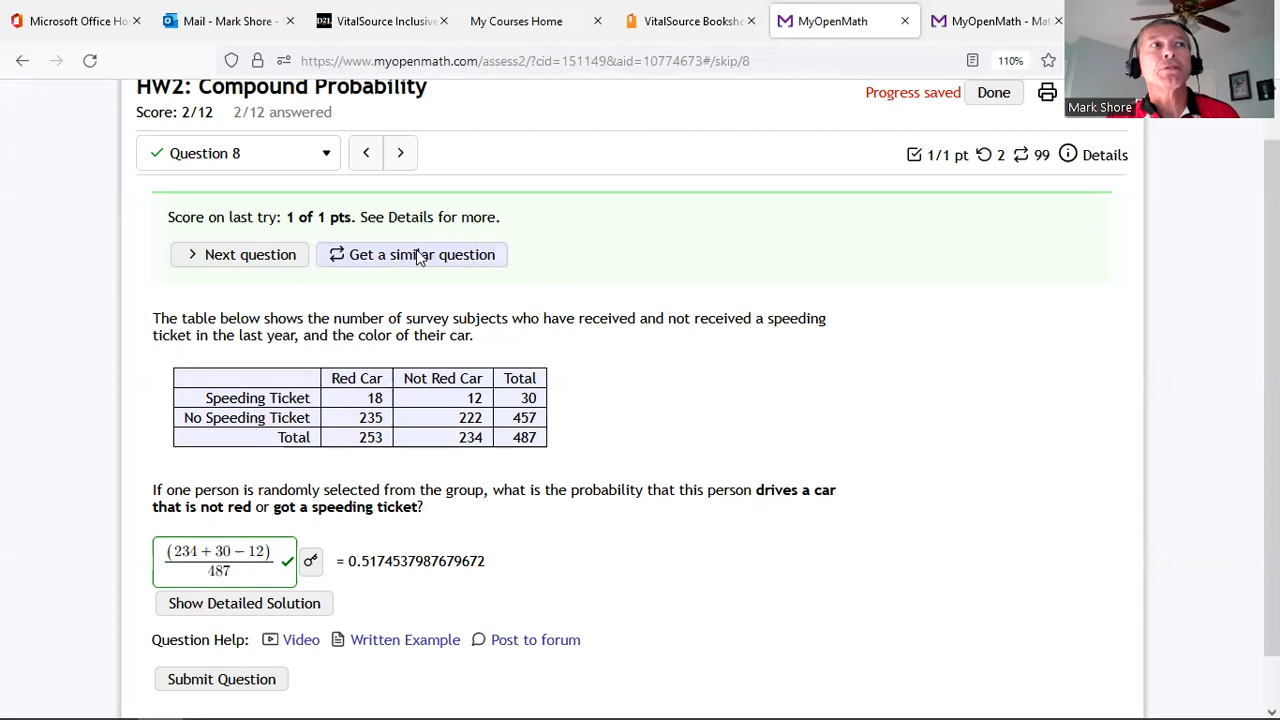 Microsoft Office Ho
Mail - Mark Shore -
D2L VitalSource Inclusive
My Courses Home
VitalSource Booksh
MyOpenMath
MyOpenMath - Ma
https://www.myopenmath.com/assess2/?cid=151149&aid=10774673#/skip/8
110%
Mark Shore
HW2: Compound Probability
Progress saved Done
Score: 2/12 2/12 answered
Question 8
1/1 pt 2 99 Details
Score on last try: 1 of 1 pts. See Details for more.
Next question Get a similar question
The table below shows the number of survey subjects who have received and not received a speeding
ticket in the last year, and the color of their car.
Red Car Not Red Car Total
Speeding Ticket 18 12 30
No Speeding Ticket 235 222 457
Total 253 234 487
If one person is randomly selected from the group, what is the probability that this person drives a car
that is not red or got a speeding ticket?
(234 + 30 − 12)
487
= 0.5174537987679672
Show Detailed Solution
Question Help: Video Written Example Post to forum
Submit Question